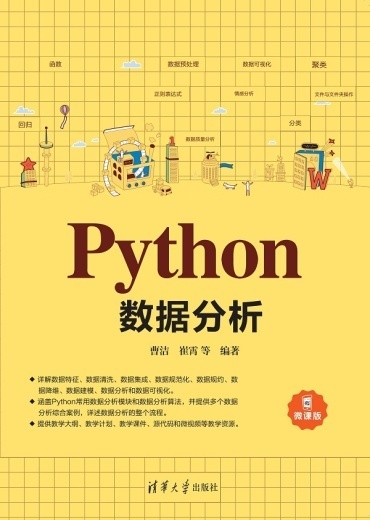 函数
数据预处理
数据可视化
聚类
正则表达式
情感分析
文件与文件夹操作
回归
分类
数据质量分析
W
Python
数据分析
曹洁 崔霄 等 编著
◆ 详解数据特征、数据清洗、数据集成、数据规范化、数据规约、数
据降维、数据建模、数据分析和数据可视化。
◆ 涵盖Python常用数据分析模块和数据分析算法，并提供多个数据
分析综合案例，详述数据分析的整个流程。
◆ 提供教学大纲、教学计划、教学课件、源代码和微视频等教学资源。
微课版
清华大学出版社